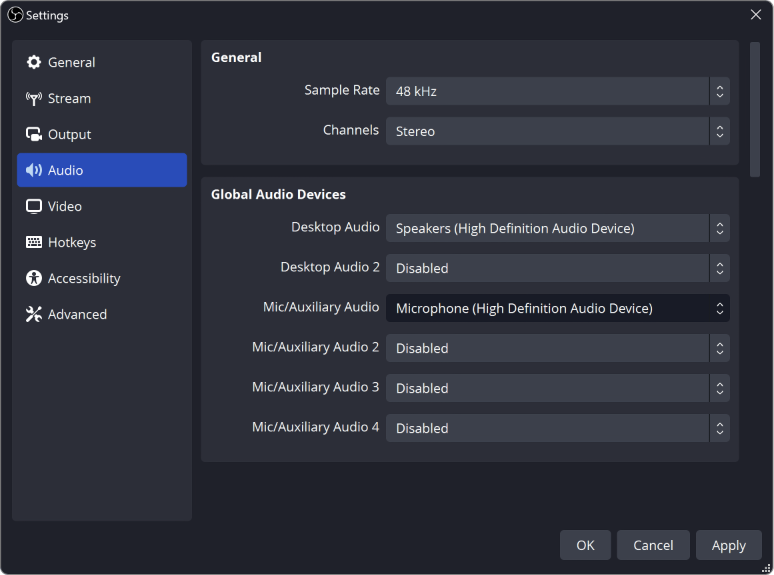 Settings
General
Stream
Output
Audio
Video
Hotkeys
Accessibility
Advanced
General
Sample Rate 48 kHz
Channels Stereo
Global Audio Devices
Desktop Audio Speakers (High Definition Audio Device)
Desktop Audio 2 Disabled
Mic/Auxiliary Audio Microphone (High Definition Audio Device)
Mic/Auxiliary Audio 2 Disabled
Mic/Auxiliary Audio 3 Disabled
Mic/Auxiliary Audio 4 Disabled
OK Cancel Apply